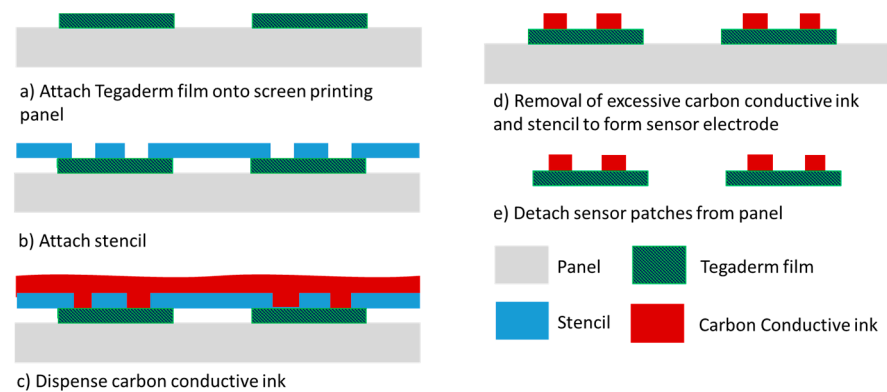 a) Attach Tegaderm film onto screen printing
panel
b) Attach stencil
c) Dispense carbon conductive ink
d) Removal of excessive carbon conductive ink
and stencil to form sensor electrode
e) Detach sensor patches from panel
Panel
Tegaderm film
Stencil
Carbon Conductive ink